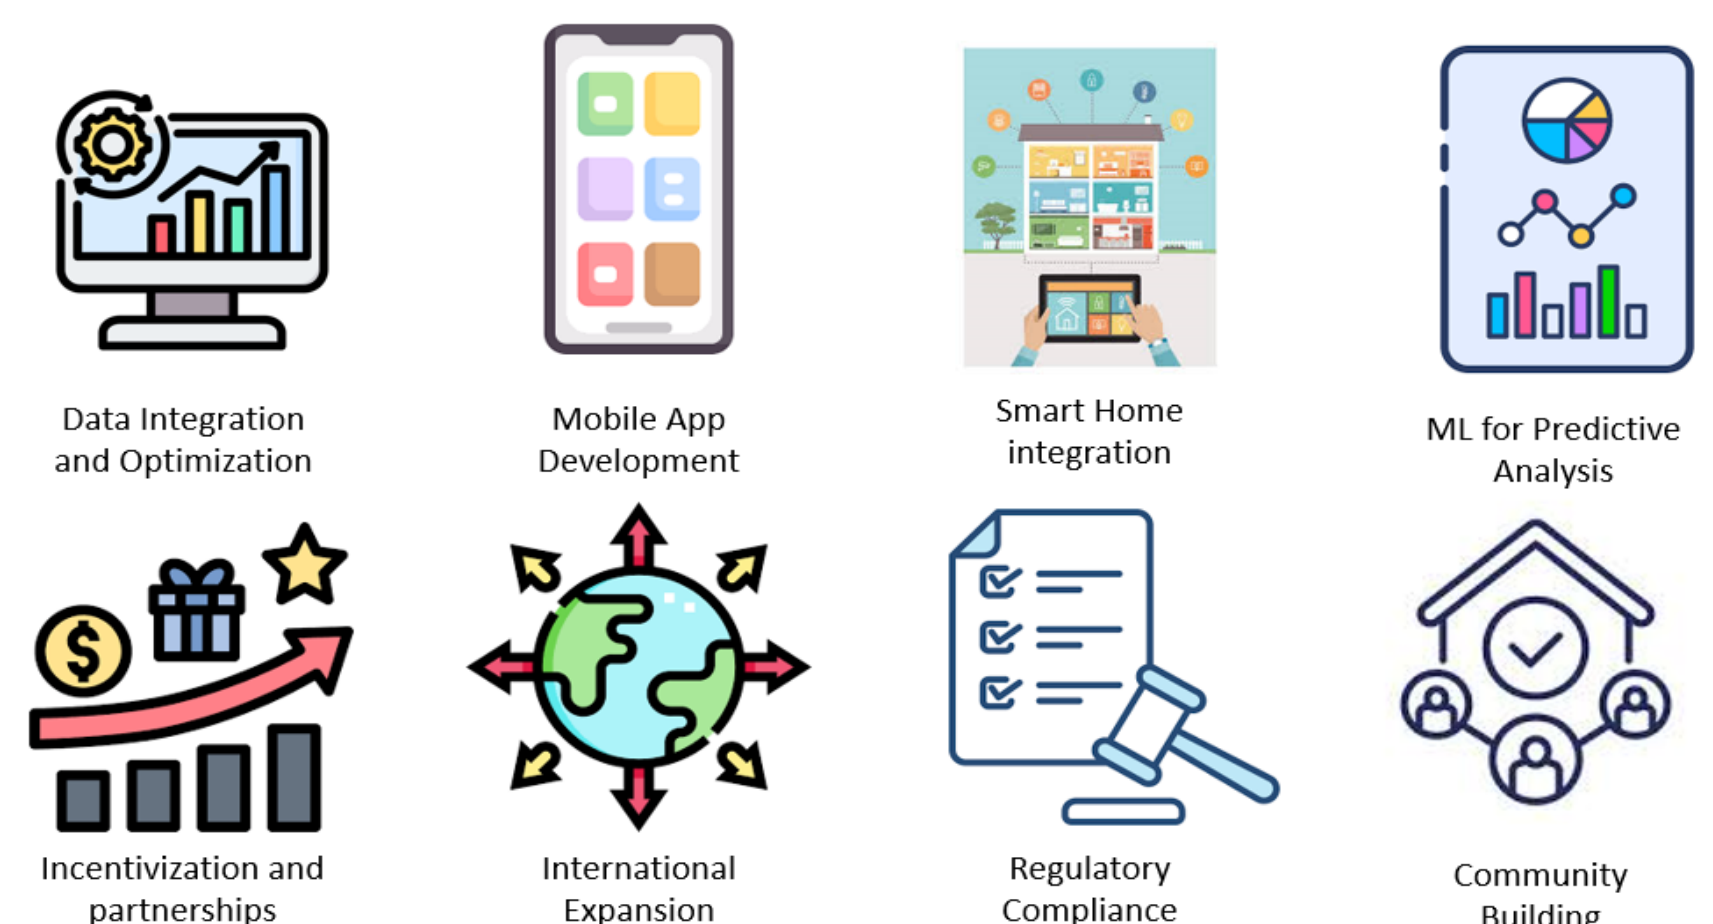 Data Integration
and Optimization
Mobile App
Development
Smart Home
integration
ML for Predictive
Analysis
$
Incentivization and
partnerships
International
Expansion
Regulatory
Compliance
Community
Building